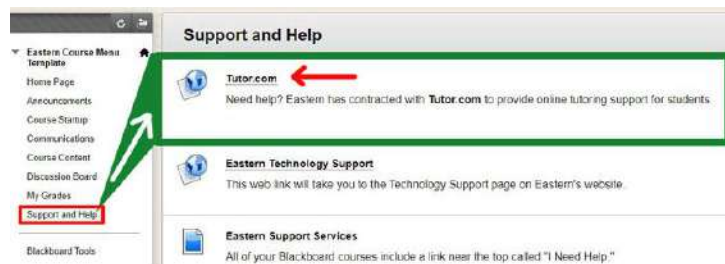 Eastern Course Menu
Template
Home Page
Announcements
Course Startup
Communications
Course Content
Discussion Board
My Grades
Support and Help
Blackboard Tools
Support and Help
Tutor.com
Need help? Eastern has contracted with Tutor.com to provide online tutoring support for students
Eastern Technology Support
This web link will take you to the Technology Support page on Eastern's website.
Eastern Support Services
All of your Blackboard courses include a link near the top called "I Need Help."